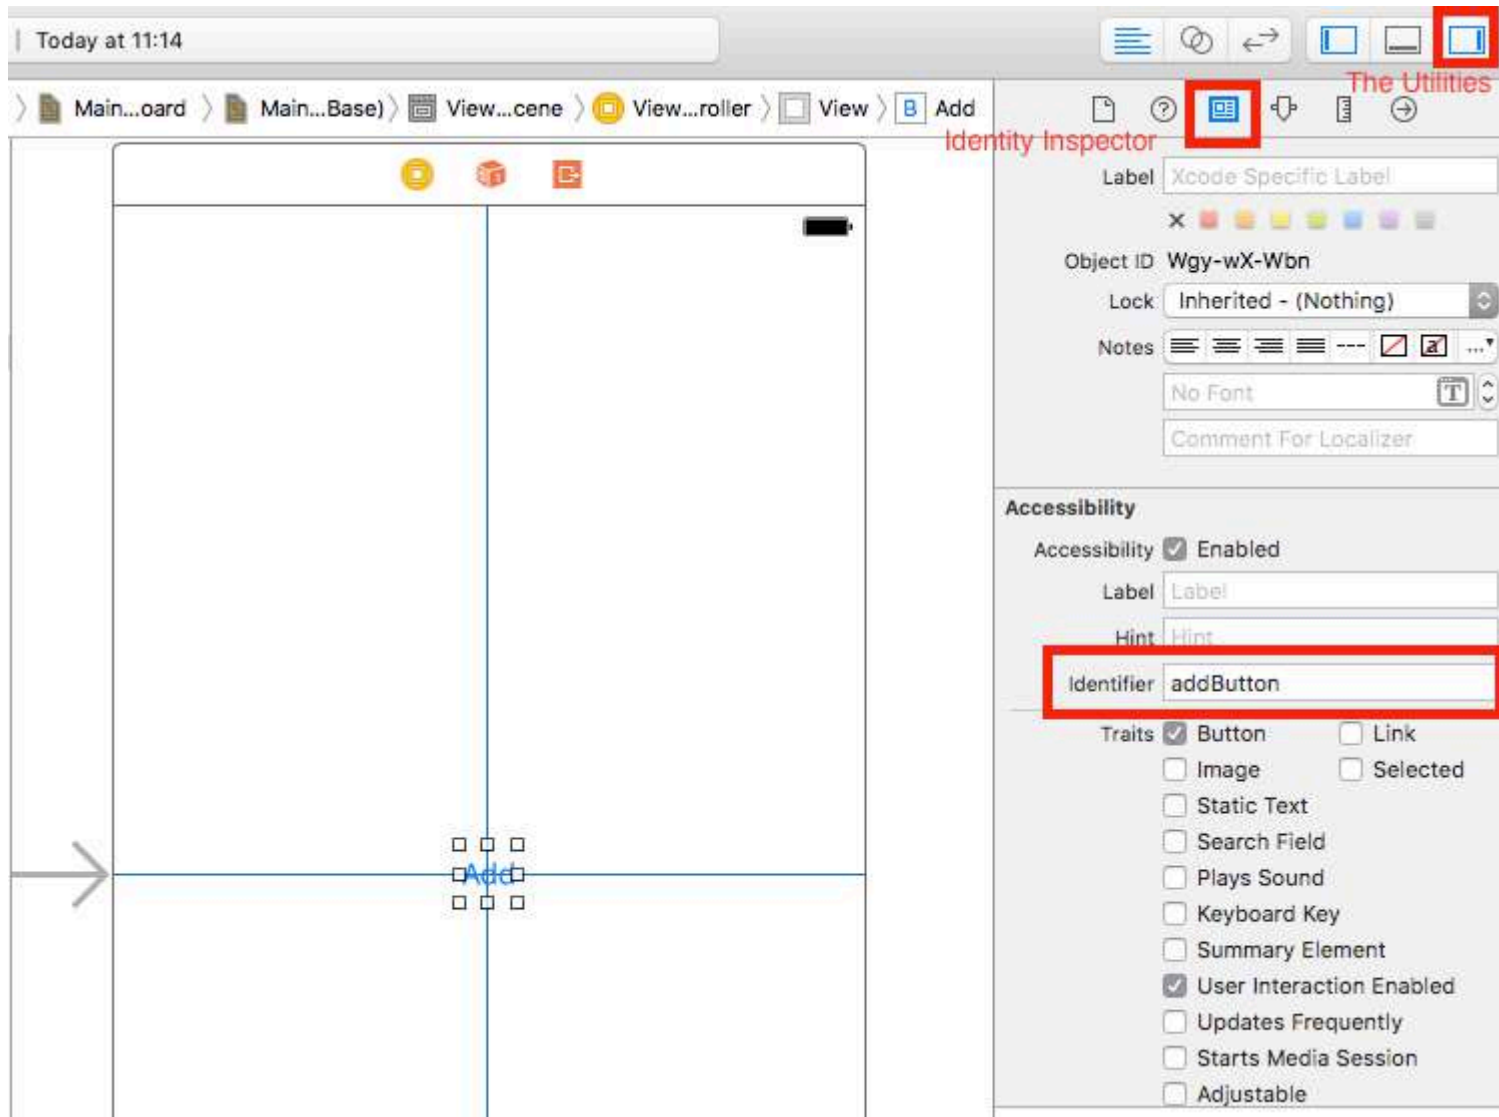 Today at 11:14
The Utilities
Main...oard Main...Base) View...cene View...roller View B Add
Identity Inspector
Label Xcode Specific Label
Object ID Wgy-wX-Wbn
Lock Inherited - (Nothing)
Notes
No Font T
Comment For Localizer
Accessibility
Accessibility Enabled
Label Label
Hint Hint
Identifier addButton
Traits Button Link
Image Selected
Static Text
Search Field
Plays Sound
Add
Keyboard Key
Summary Element
User Interaction Enabled
Updates Frequently
Starts Media Session
Adjustable